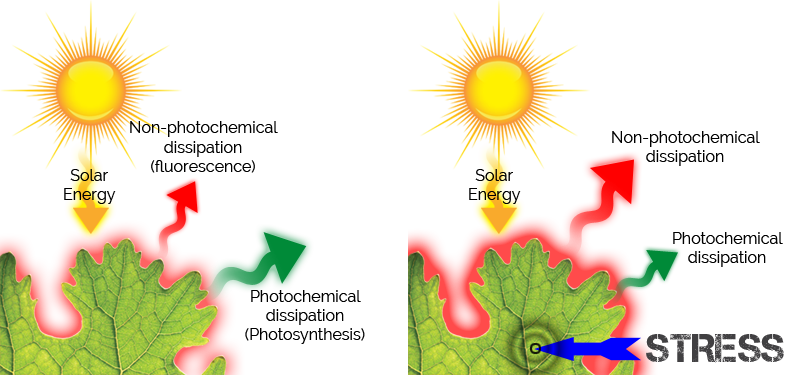 Non-photochemical
dissipation
(fluorescence)
Solar
Energy
Photochemical
dissipation
(Photosynthesis)
Non-photochemical
dissipation
Solar
Energy
Photochemical
dissipation
STRESS